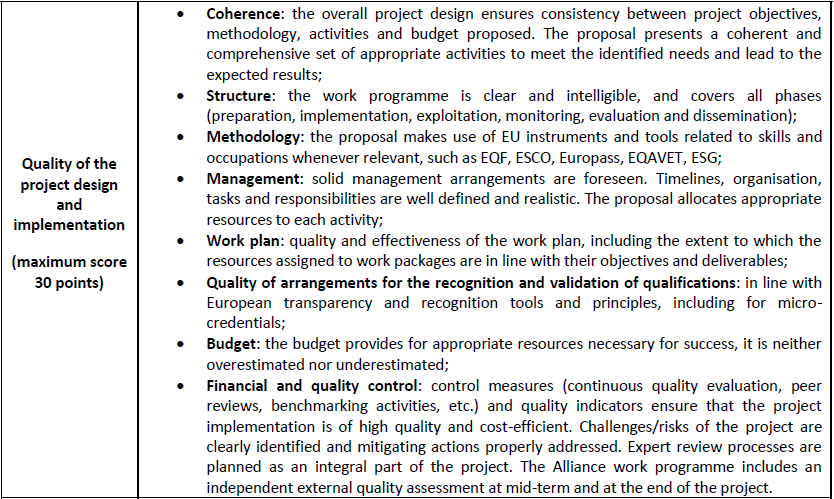 Quality of the
project design
and
implementation
(maximum score
30 points)
• Coherence: the overall project design ensures consistency between project objectives,
methodology, activities and budget proposed. The proposal presents a coherent and
comprehensive set of appropriate activities to meet the identified needs and lead to the
expected results;
• Structure: the work programme is clear and intelligible, and covers all phases
(preparation, implementation, exploitation, monitoring, evaluation and dissemination);
• Methodology: the proposal makes use of EU instruments and tools related to skills and
occupations whenever relevant, such as EQF, ESCO, Europass, EQAVET, ESG;
• Management: solid management arrangements are foreseen. Timelines, organisation,
tasks and responsibilities are well defined and realistic. The proposal allocates appropriate
resources to each activity;
• Work plan: quality and effectiveness of the work plan, including the extent to which the
resources assigned to work packages are in line with their objectives and deliverables;
• Quality of arrangements for the recognition and validation of qualifications: in line with
European transparency and recognition tools and principles, including for micro-
credentials;
• Budget: the budget provides for appropriate resources necessary for success, it is neither
overestimated nor underestimated;
• Financial and quality control: control measures (continuous quality evaluation, peer
reviews, benchmarking activities, etc.) and quality indicators ensure that the project
implementation is of high quality and cost-efficient. Challenges/risks of the project are
clearly identified and mitigating actions properly addressed. Expert review processes are
planned as an integral part of the project. The Alliance work programme includes an
independent external quality assessment at mid-term and at the end of the project.